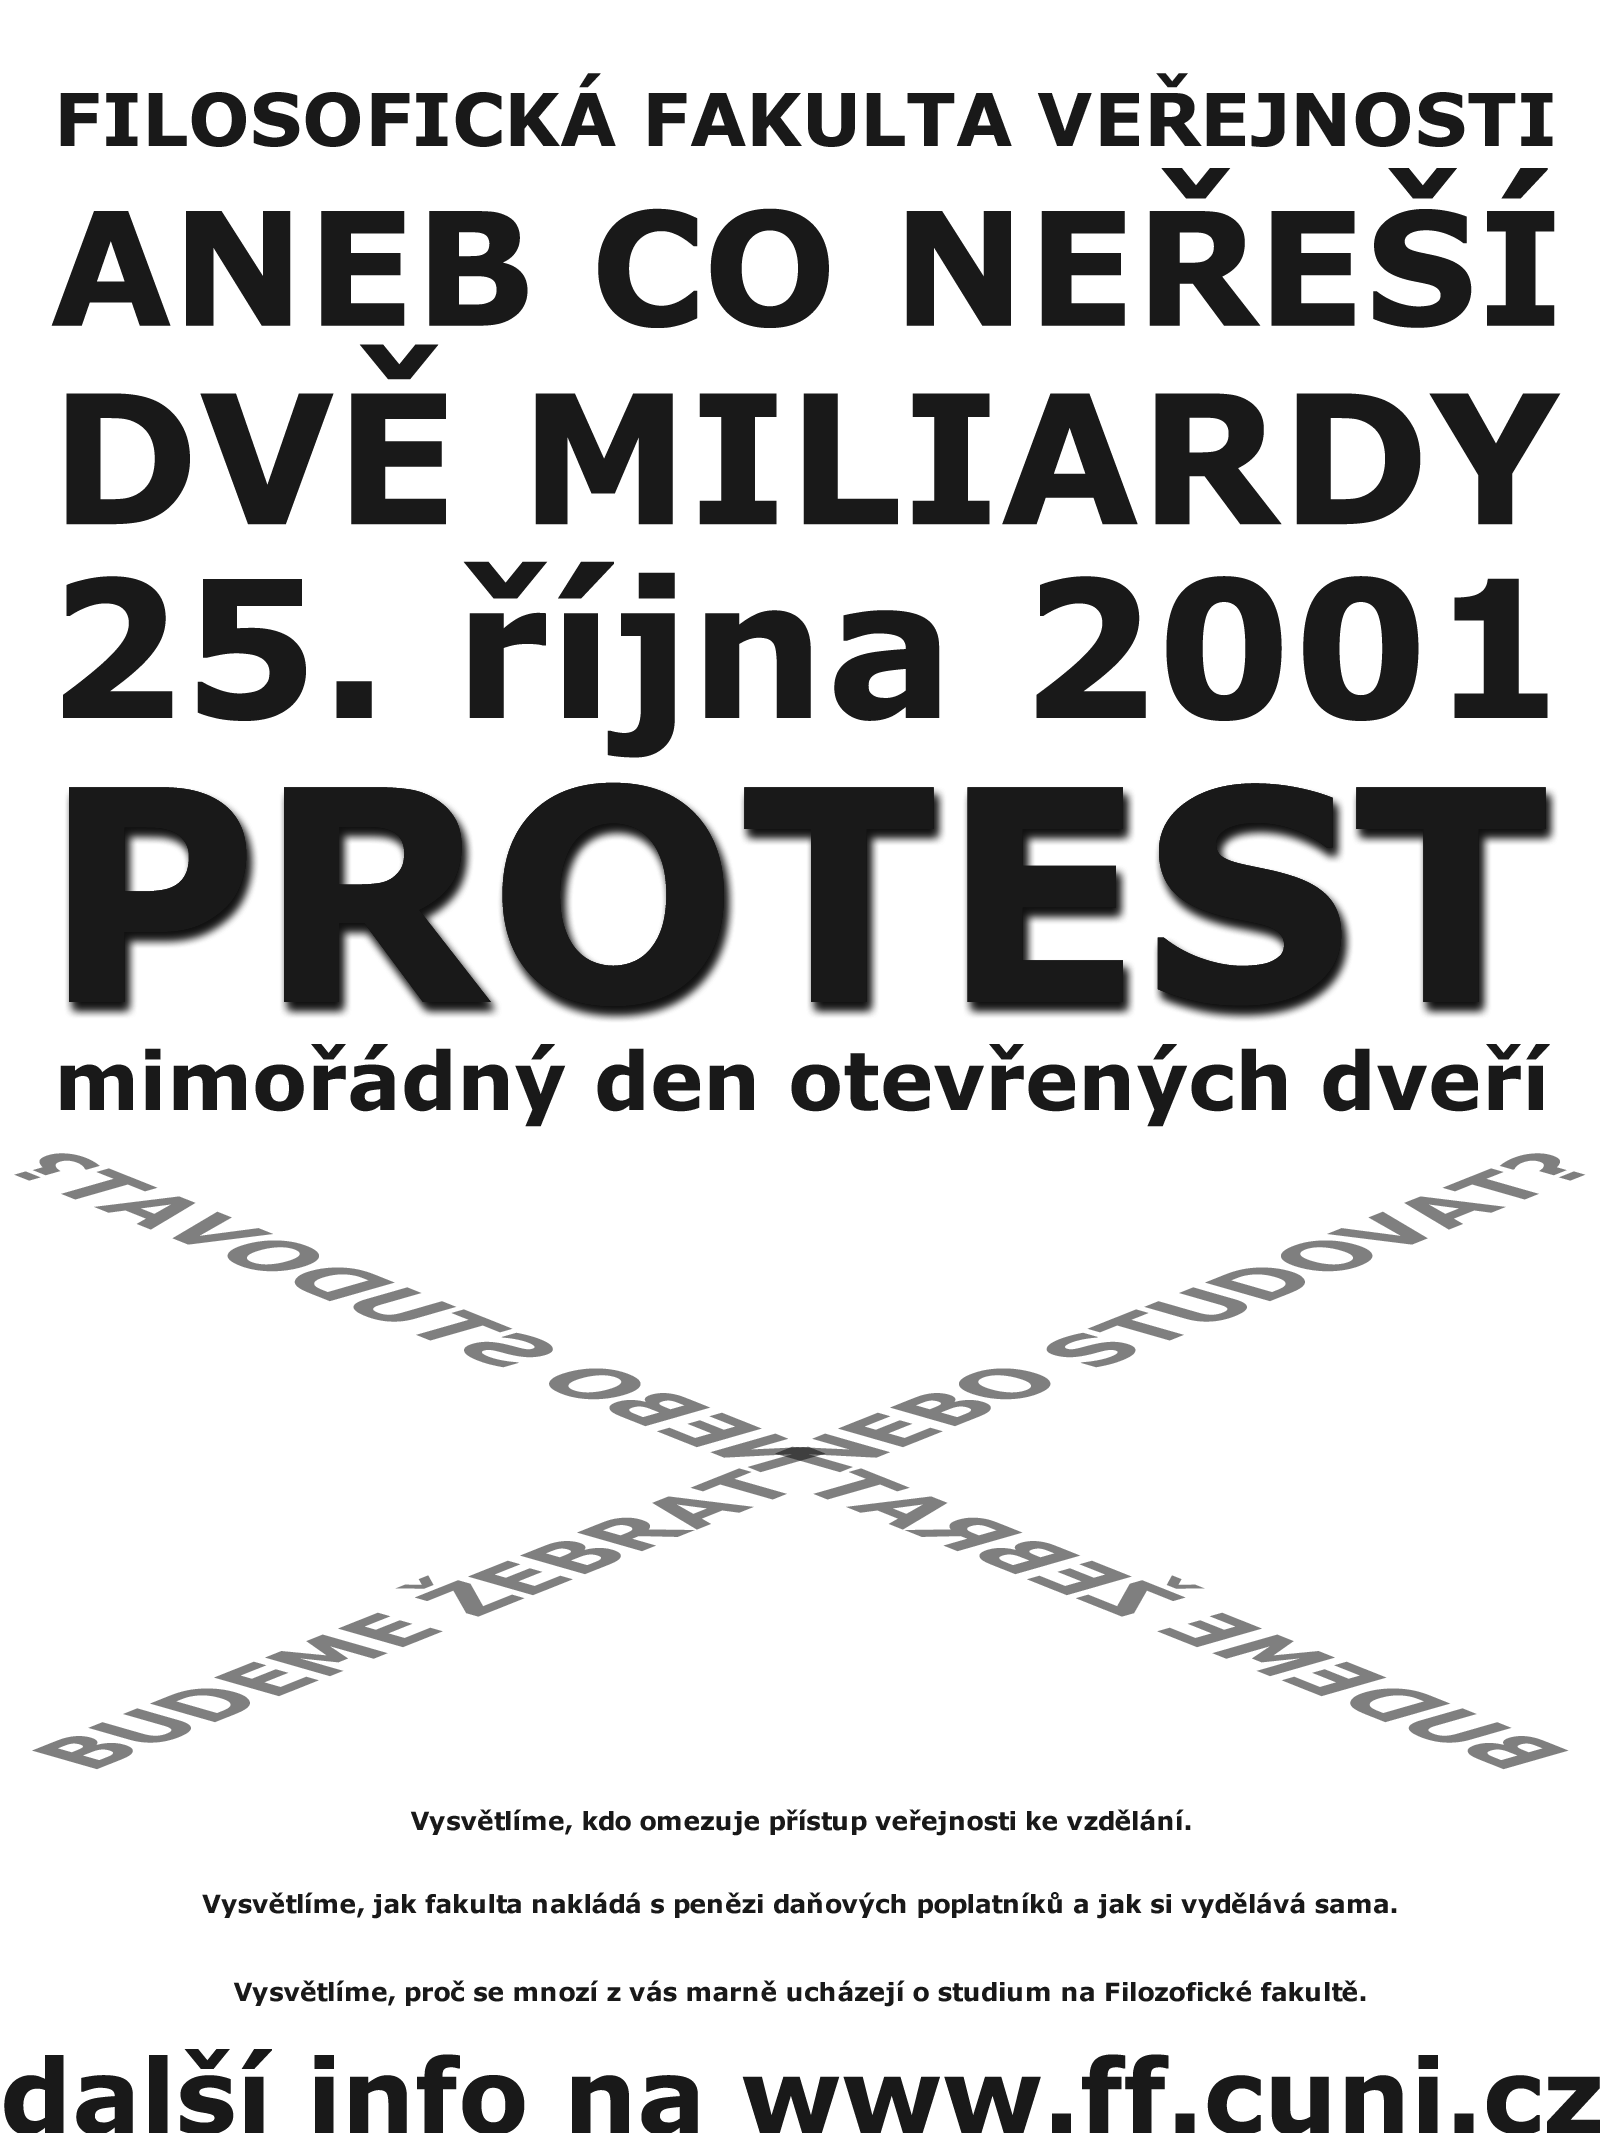 FILOSOFICKÁ FAKULTA VEŘEJNOSTI
ANEB CO NEŘEŠÍ
DVĚ MILIARDY
25. října 2001
PROTEST
mimořádný den otevřených dveří
BUDEME ŽEBRAT NEBO STUDOVAT?
BUDEME ŽEBRAT NEBO STUDOVAT?
Vysvětlíme, kdo omezuje přístup veřejnosti ke vzdělání.
Vysvětlíme, jak fakulta nakládá s penězi daňových poplatníků a jak si vydělává sama.
Vysvětlíme, proč se mnozí z vás marně ucházejí o studium na Filozofické fakultě.
další info na www.ff.cuni.cz